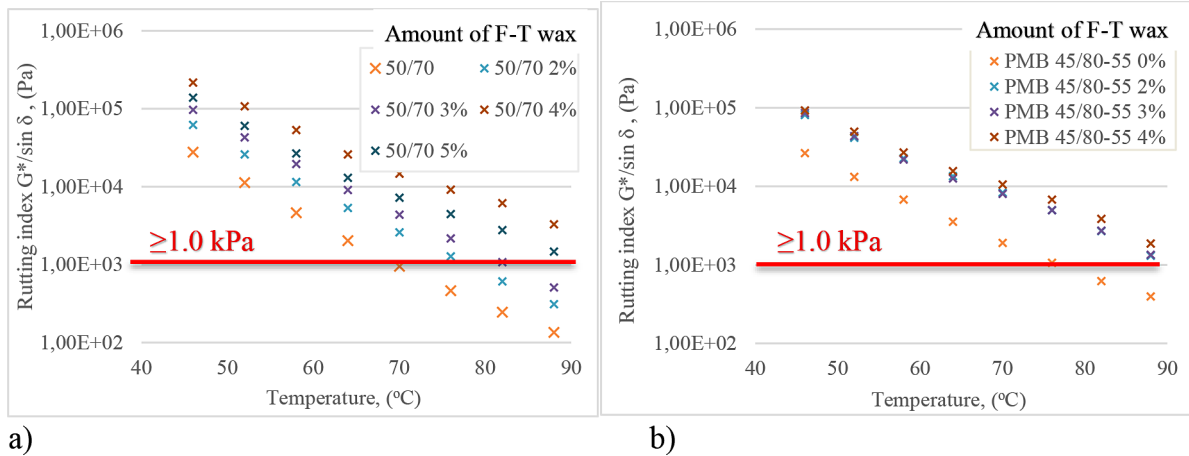 Amount of F-T wax
50/70
50/70 2%
50/70 3%
50/70 4%
50/70 5%
1,00E+06
1,00E+05
1,00E+04
1,00E+03
1,00E+02
Rutting index G*/sin δ , (Pa)
≥1.0 kPa
40 50 60 70 80 90
Temperature, (ºC)
a)
Amount of F-T wax
PMB 45/80-55 0%
PMB 45/80-55 2%
PMB 45/80-55 3%
PMB 45/80-55 4%
1,00E+06
1,00E+05
1,00E+04
1,00E+03
1,00E+02
Rutting index G*/sin δ , (Pa)
≥1.0 kPa
40 50 60 70 80 90
Temperature, (ºC)
b)